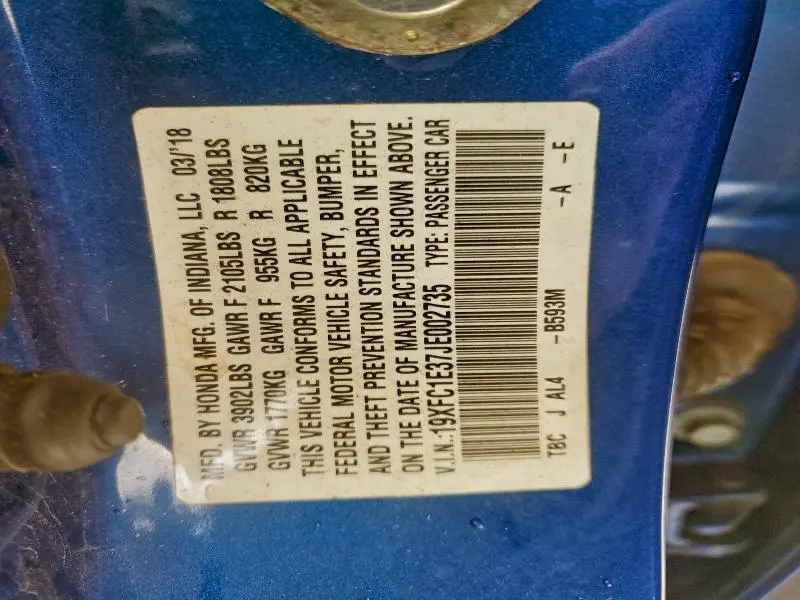 MFD. BY HONDA MFG. OF INDIANA, LLC 03/'18
GVWR 3902LBS GAWR F 2105LBS R 1808LBS
GVWR 1770KG GAWR F 955KG R 820KG
THIS VEHICLE CONFORMS TO ALL APPLICABLE
FEDERAL MOTOR VEHICLE SAFETY, BUMPER,
AND THEFT PREVENTION STANDARDS IN EFFECT
ON THE DATE OF MANUFACTURE SHOWN ABOVE.
V.I.N.:19XFC1E37JE002735 TYPE: PASSENGER CAR
TBC J AL4 -B593M -A -E